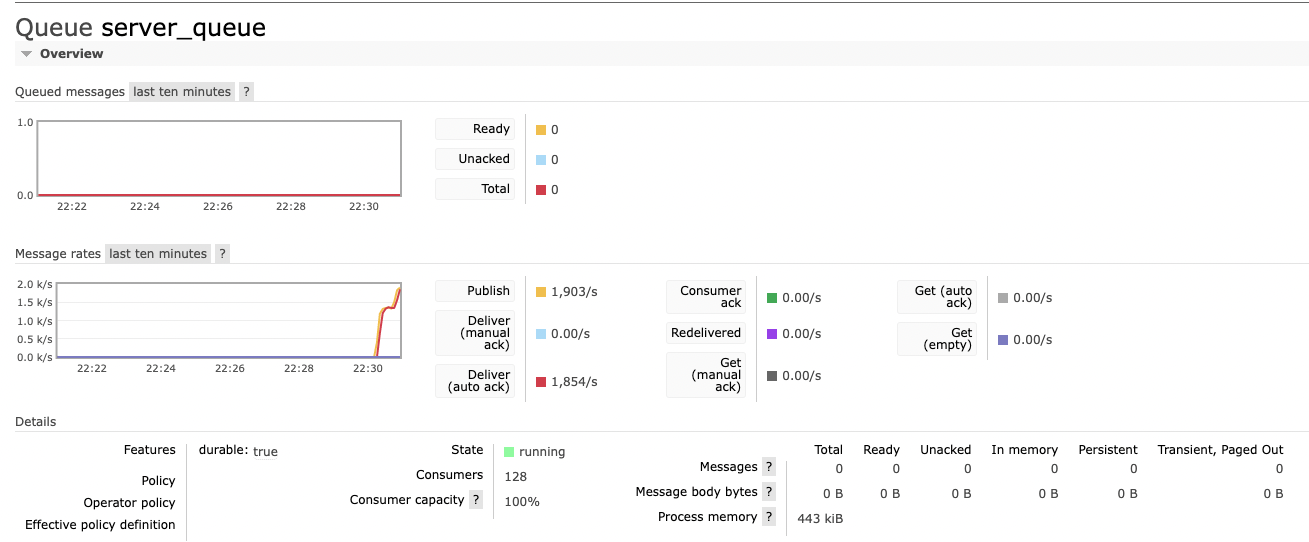 Queue server_queue
Overview
Queued messages last ten minutes ?
1.0
0.0
22:22 22:24 22:26 22:28 22:30
Ready 0
Unacked 0
Total 0
Message rates last ten minutes ?
2.0 k/s
1.5 k/s
1.0 k/s
0.5 k/s
0.0 k/s
22:22 22:24 22:26 22:28 22:30
Publish 1,903/s
Deliver
(manual 0.00/s
ack)
Deliver
(auto ack) 1,854/s
Consumer
ack 0.00/s
Redelivered 0.00/s
Get
(manual 0.00/s
ack)
Get (auto
ack) 0.00/s
Get
(empty) 0.00/s
Details
Features durable: true
Policy
Operator policy
Effective policy definition
State running
Consumers 128
Consumer capacity ? 100%
Total Ready Unacked In memory Persistent Transient, Paged Out
Messages ? 0 0 0 0 0 0
Message body bytes ? 0 B 0 B 0 B 0 B 0 B 0 B
Process memory ? 443 kiB